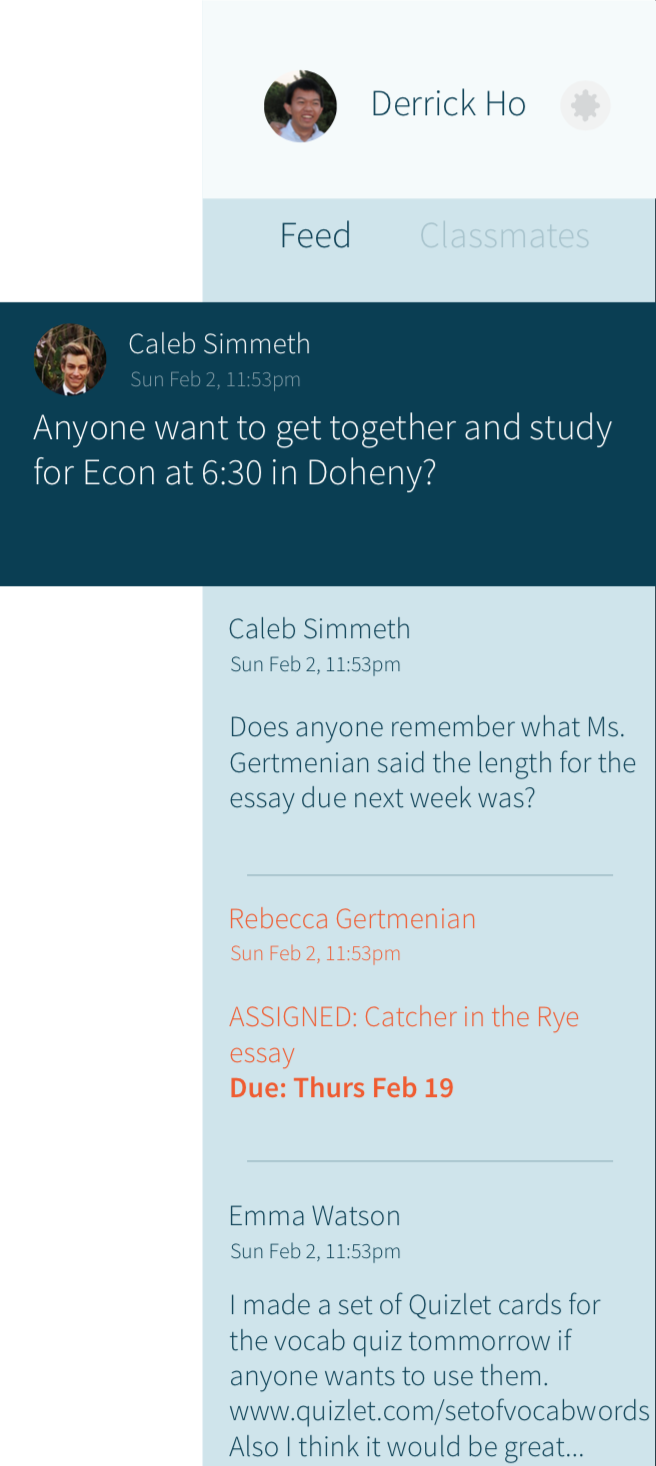 Derrick Ho
Feed
Classmates
Caleb Simmeth
Sun Feb 2, 11:53pm
Anyone want to get together and study
for Econ at 6:30 in Doheny?
Caleb Simmeth
Sun Feb 2, 11:53pm
Does anyone remember what Ms.
Gertmenian said the length for the
essay due next week was?
Rebecca Gertmenian
Sun Feb 2, 11:53pm
ASSIGNED: Catcher in the Rye
essay
Due: Thurs Feb 19
Emma Watson
Sun Feb 2, 11:53pm
I made a set of Quizlet cards for
the vocab quiz tommorrow if
anyone wants to use them.
www.quizlet.com/setofvocabwords
Also I think it would be great...